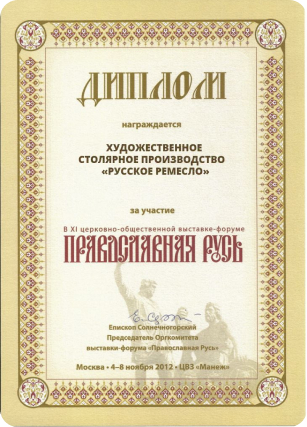 ДИПЛОМ
награждается
ХУДОЖЕСТВЕННОЕ
СТОЛЯРНОЕ ПРОИЗВОДСТВО
«РУССКОЕ РЕМЕСЛО»
за участие
В XI церковно-общественной выставке-форуме
ПРАВОСЛАВНАЯ РУСЬ
Епископ Солнечногорский
Председатель Оргкомитета
выставки-форума «Православная Русь»
Москва • 4–8 ноября 2012 • ЦВЗ «Манеж»